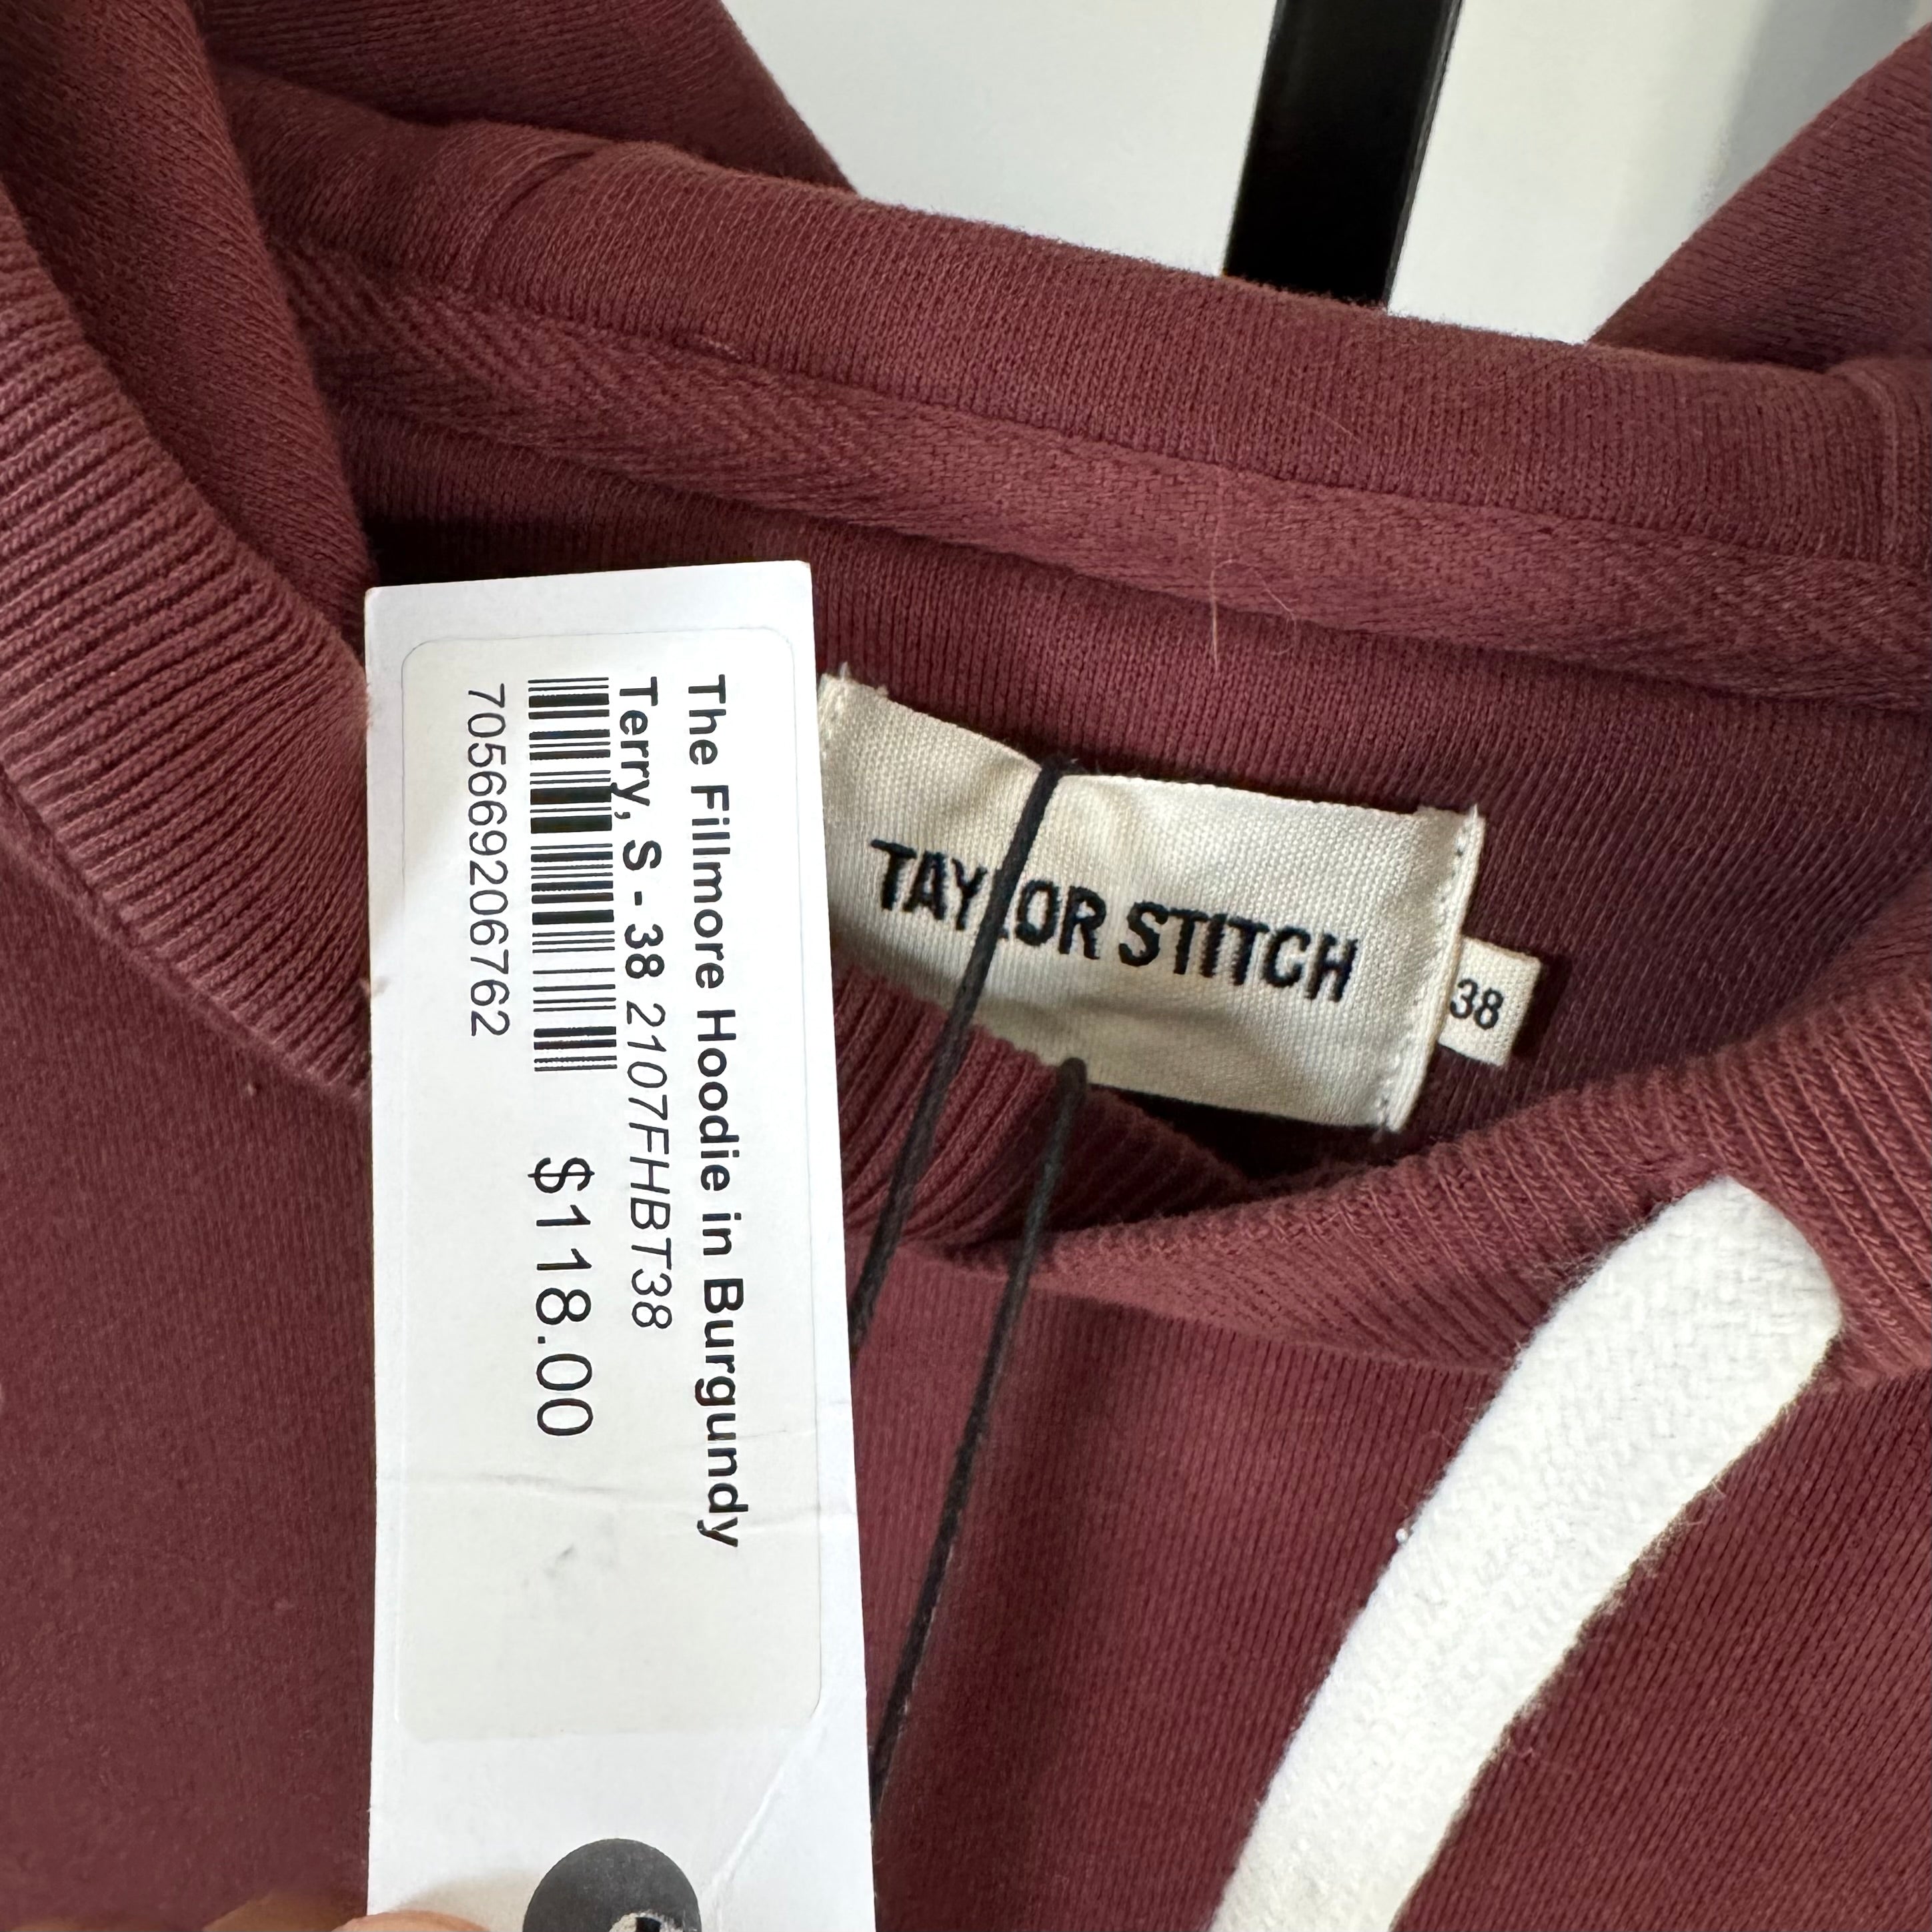 The Fillmore Hoodie in Burgundy
Terry, S - 38 2107FHBT38
705669206762
$118.00
TAYLOR STITCH
38